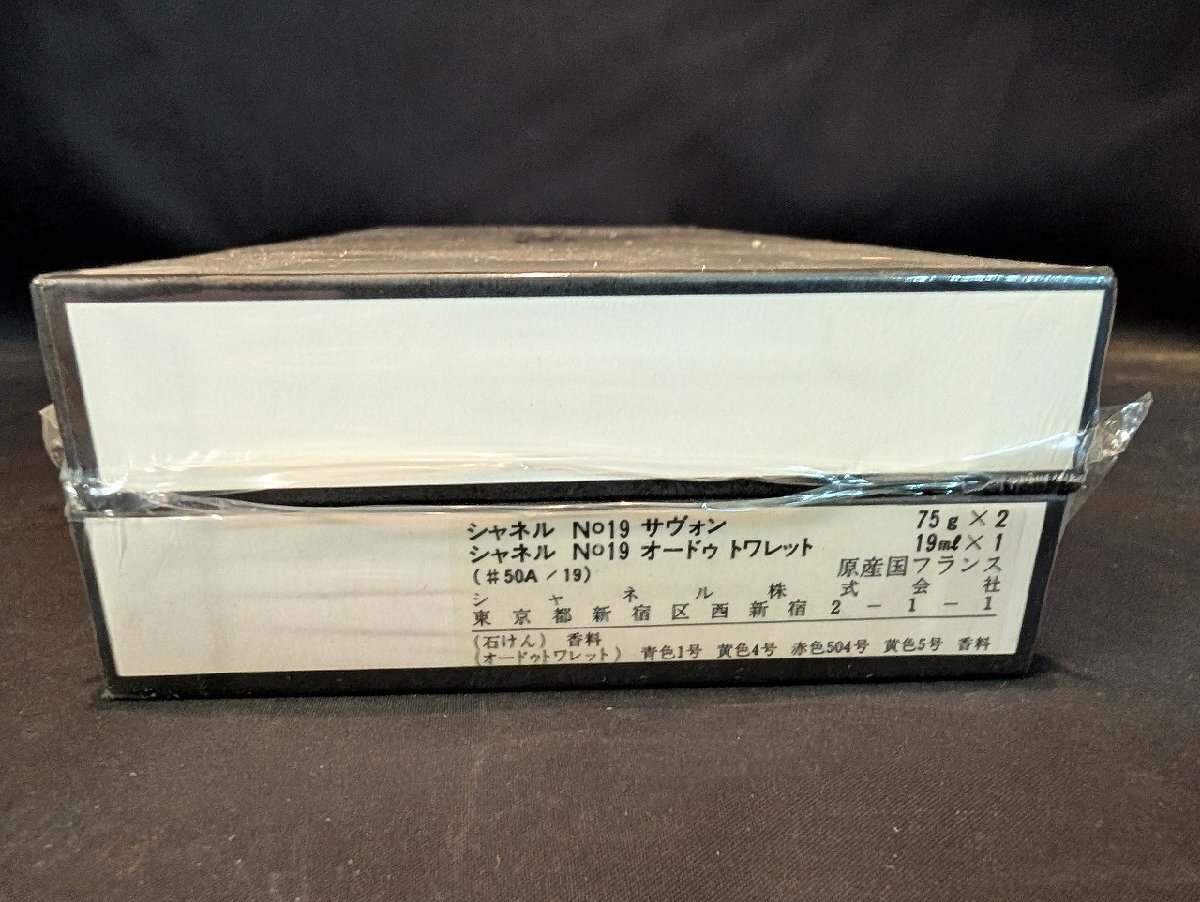 シャネル No19 サヴォン 75g×2
シャネル No19 オードゥ トワレット 19ml×1
(#50A/19) 原産国フランス
シャネル株式会社
東京都新宿区西新宿2-1-1
(石けん) 香料
(オードゥトワレット) 青色1号 黄色4号 赤色504号 黄色5号 香料